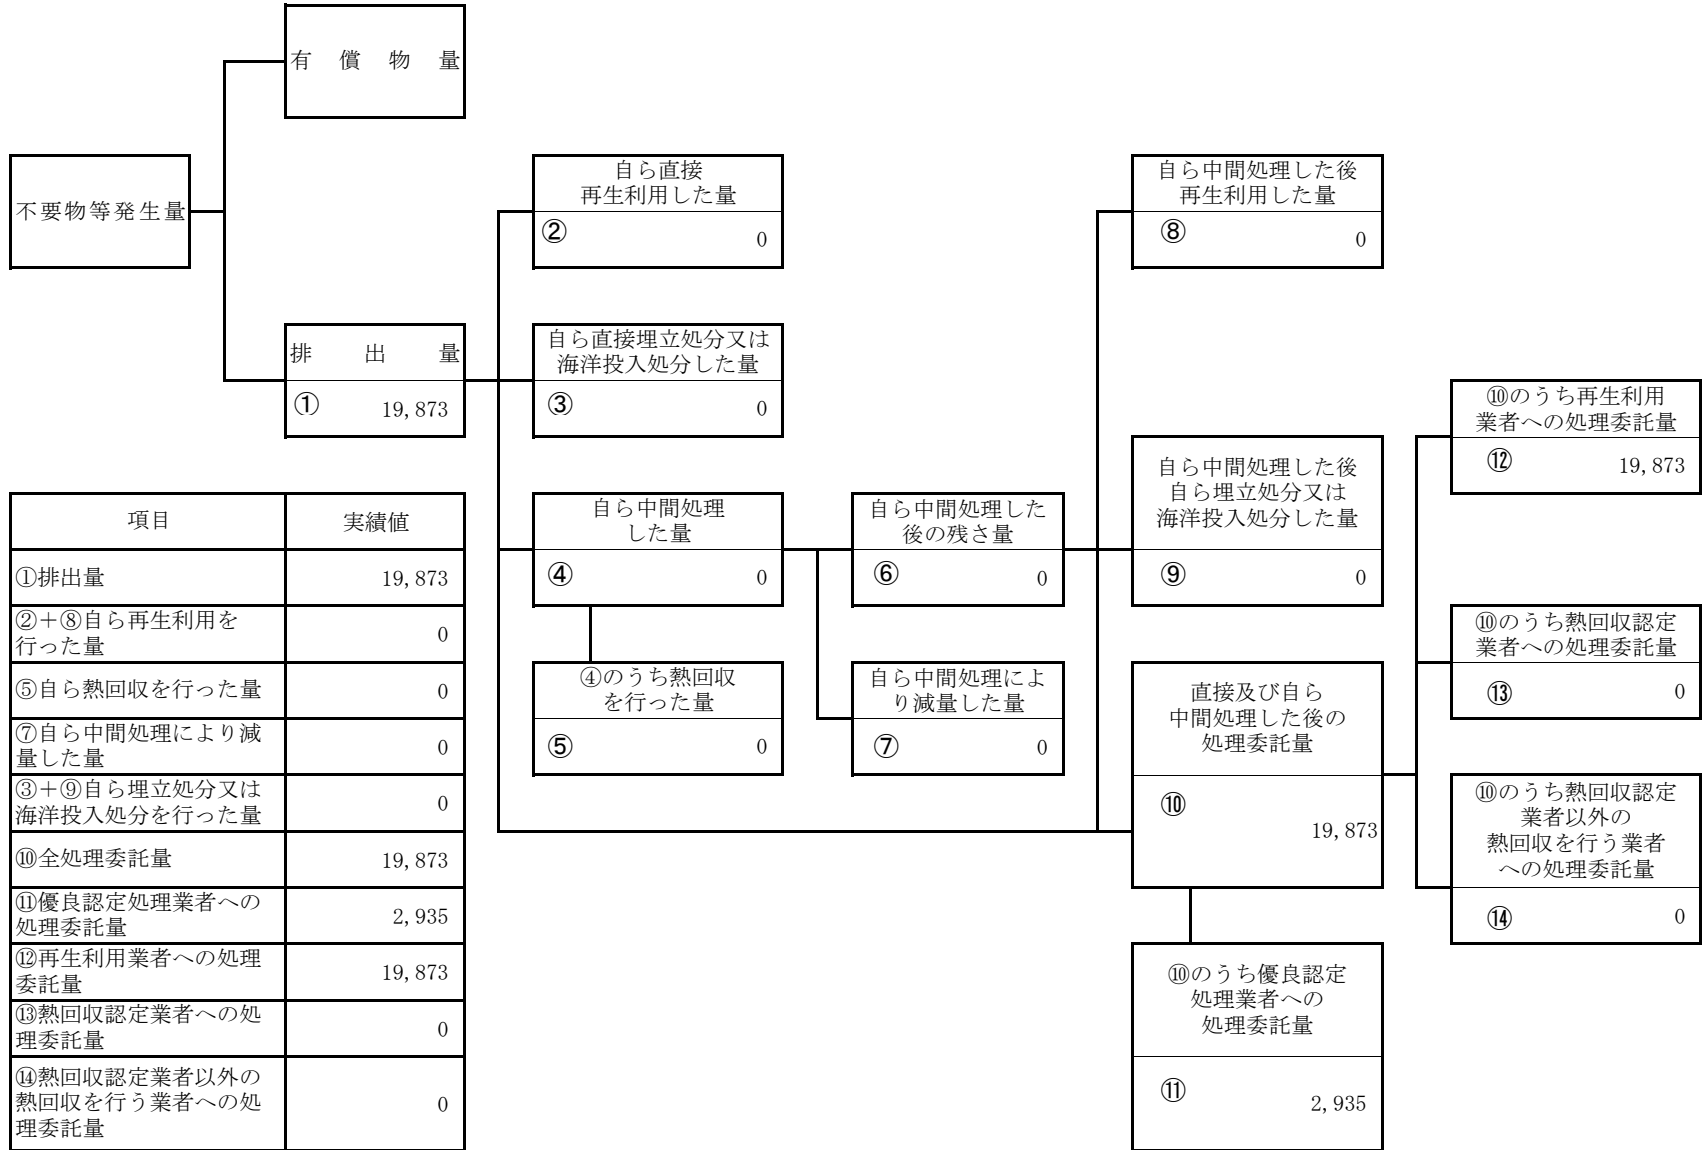 有償物量
不要物等発生量
排出量
① 19,873
自ら直接
再生利用した量
② 0
自ら直接埋立処分又は
海洋投入処分した量
③ 0
自ら中間処理
した量
④ 0
④のうち熱回収
を行った量
⑤ 0
自ら中間処理した
後の残さ量
⑥ 0
自ら中間処理によ
り減量した量
⑦ 0
自ら中間処理した後
再生利用した量
⑧ 0
自ら中間処理した後
自ら埋立処分又は
海洋投入処分した量
⑨ 0
直接及び自ら
中間処理した後の
処理委託量
⑩
19,873
⑩のうち優良認定
処理業者への
処理委託量
⑪
2,935
⑩のうち再生利用
業者への処理委託量
⑫ 19,873
⑩のうち熱回収認定
業者への処理委託量
⑬ 0
⑩のうち熱回収認定
業者以外の
熱回収を行う業者
への処理委託量
⑭ 0
項目 実績値
①排出量 19,873
②＋⑧自ら再生利用を
行った量 0
⑤自ら熱回収を行った量 0
⑦自ら中間処理により減
量した量 0
③＋⑨自ら埋立処分又は
海洋投入処分を行った量 0
⑩全処理委託量 19,873
⑪優良認定処理業者への
処理委託量 2,935
⑫再生利用業者への処理
委託量 19,873
⑬熱回収認定業者への処
理委託量 0
⑭熱回収認定業者以外の
熱回収を行う業者への処 0
理委託量